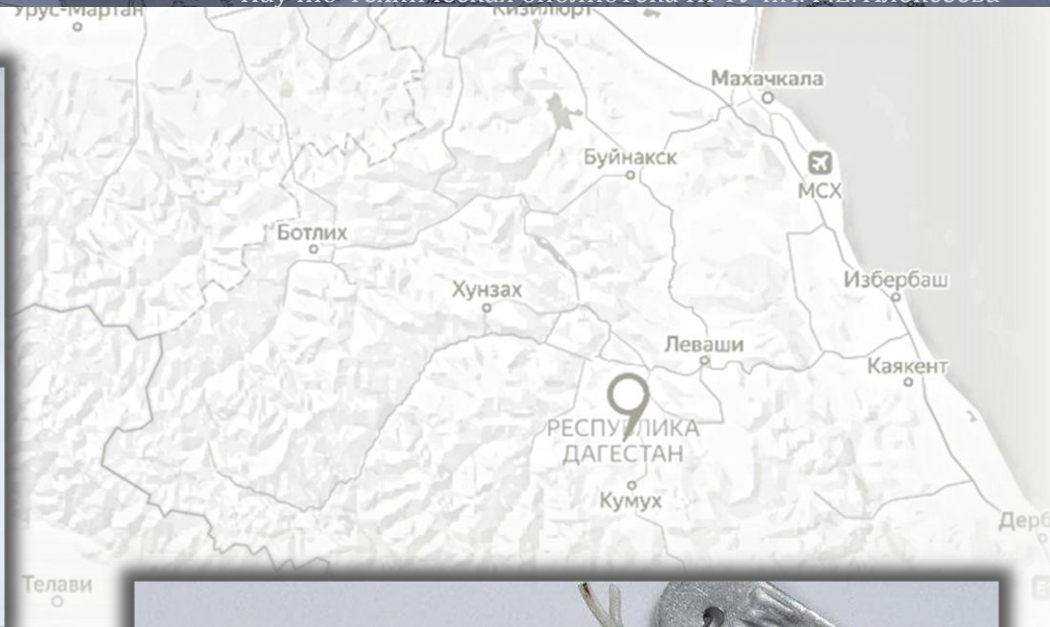 Урус-Мартан
Кизилюрт
Махачкала
Буйнакск
МСХ
Ботлих
Избербаш
Хунзах
Леваши
Каякент
РЕСПУБЛИКА
ДАГЕСТАН
Кумух
Телави